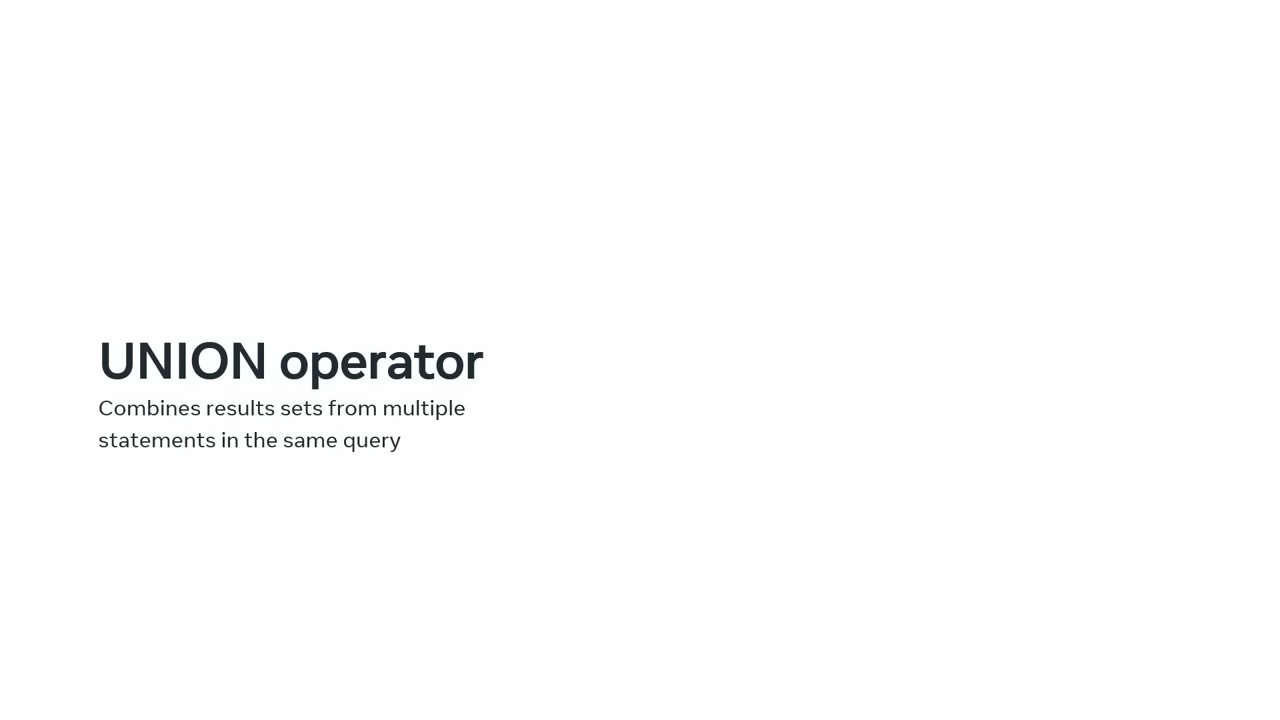 UNION operator
Combines results sets from multiple
statements in the same query